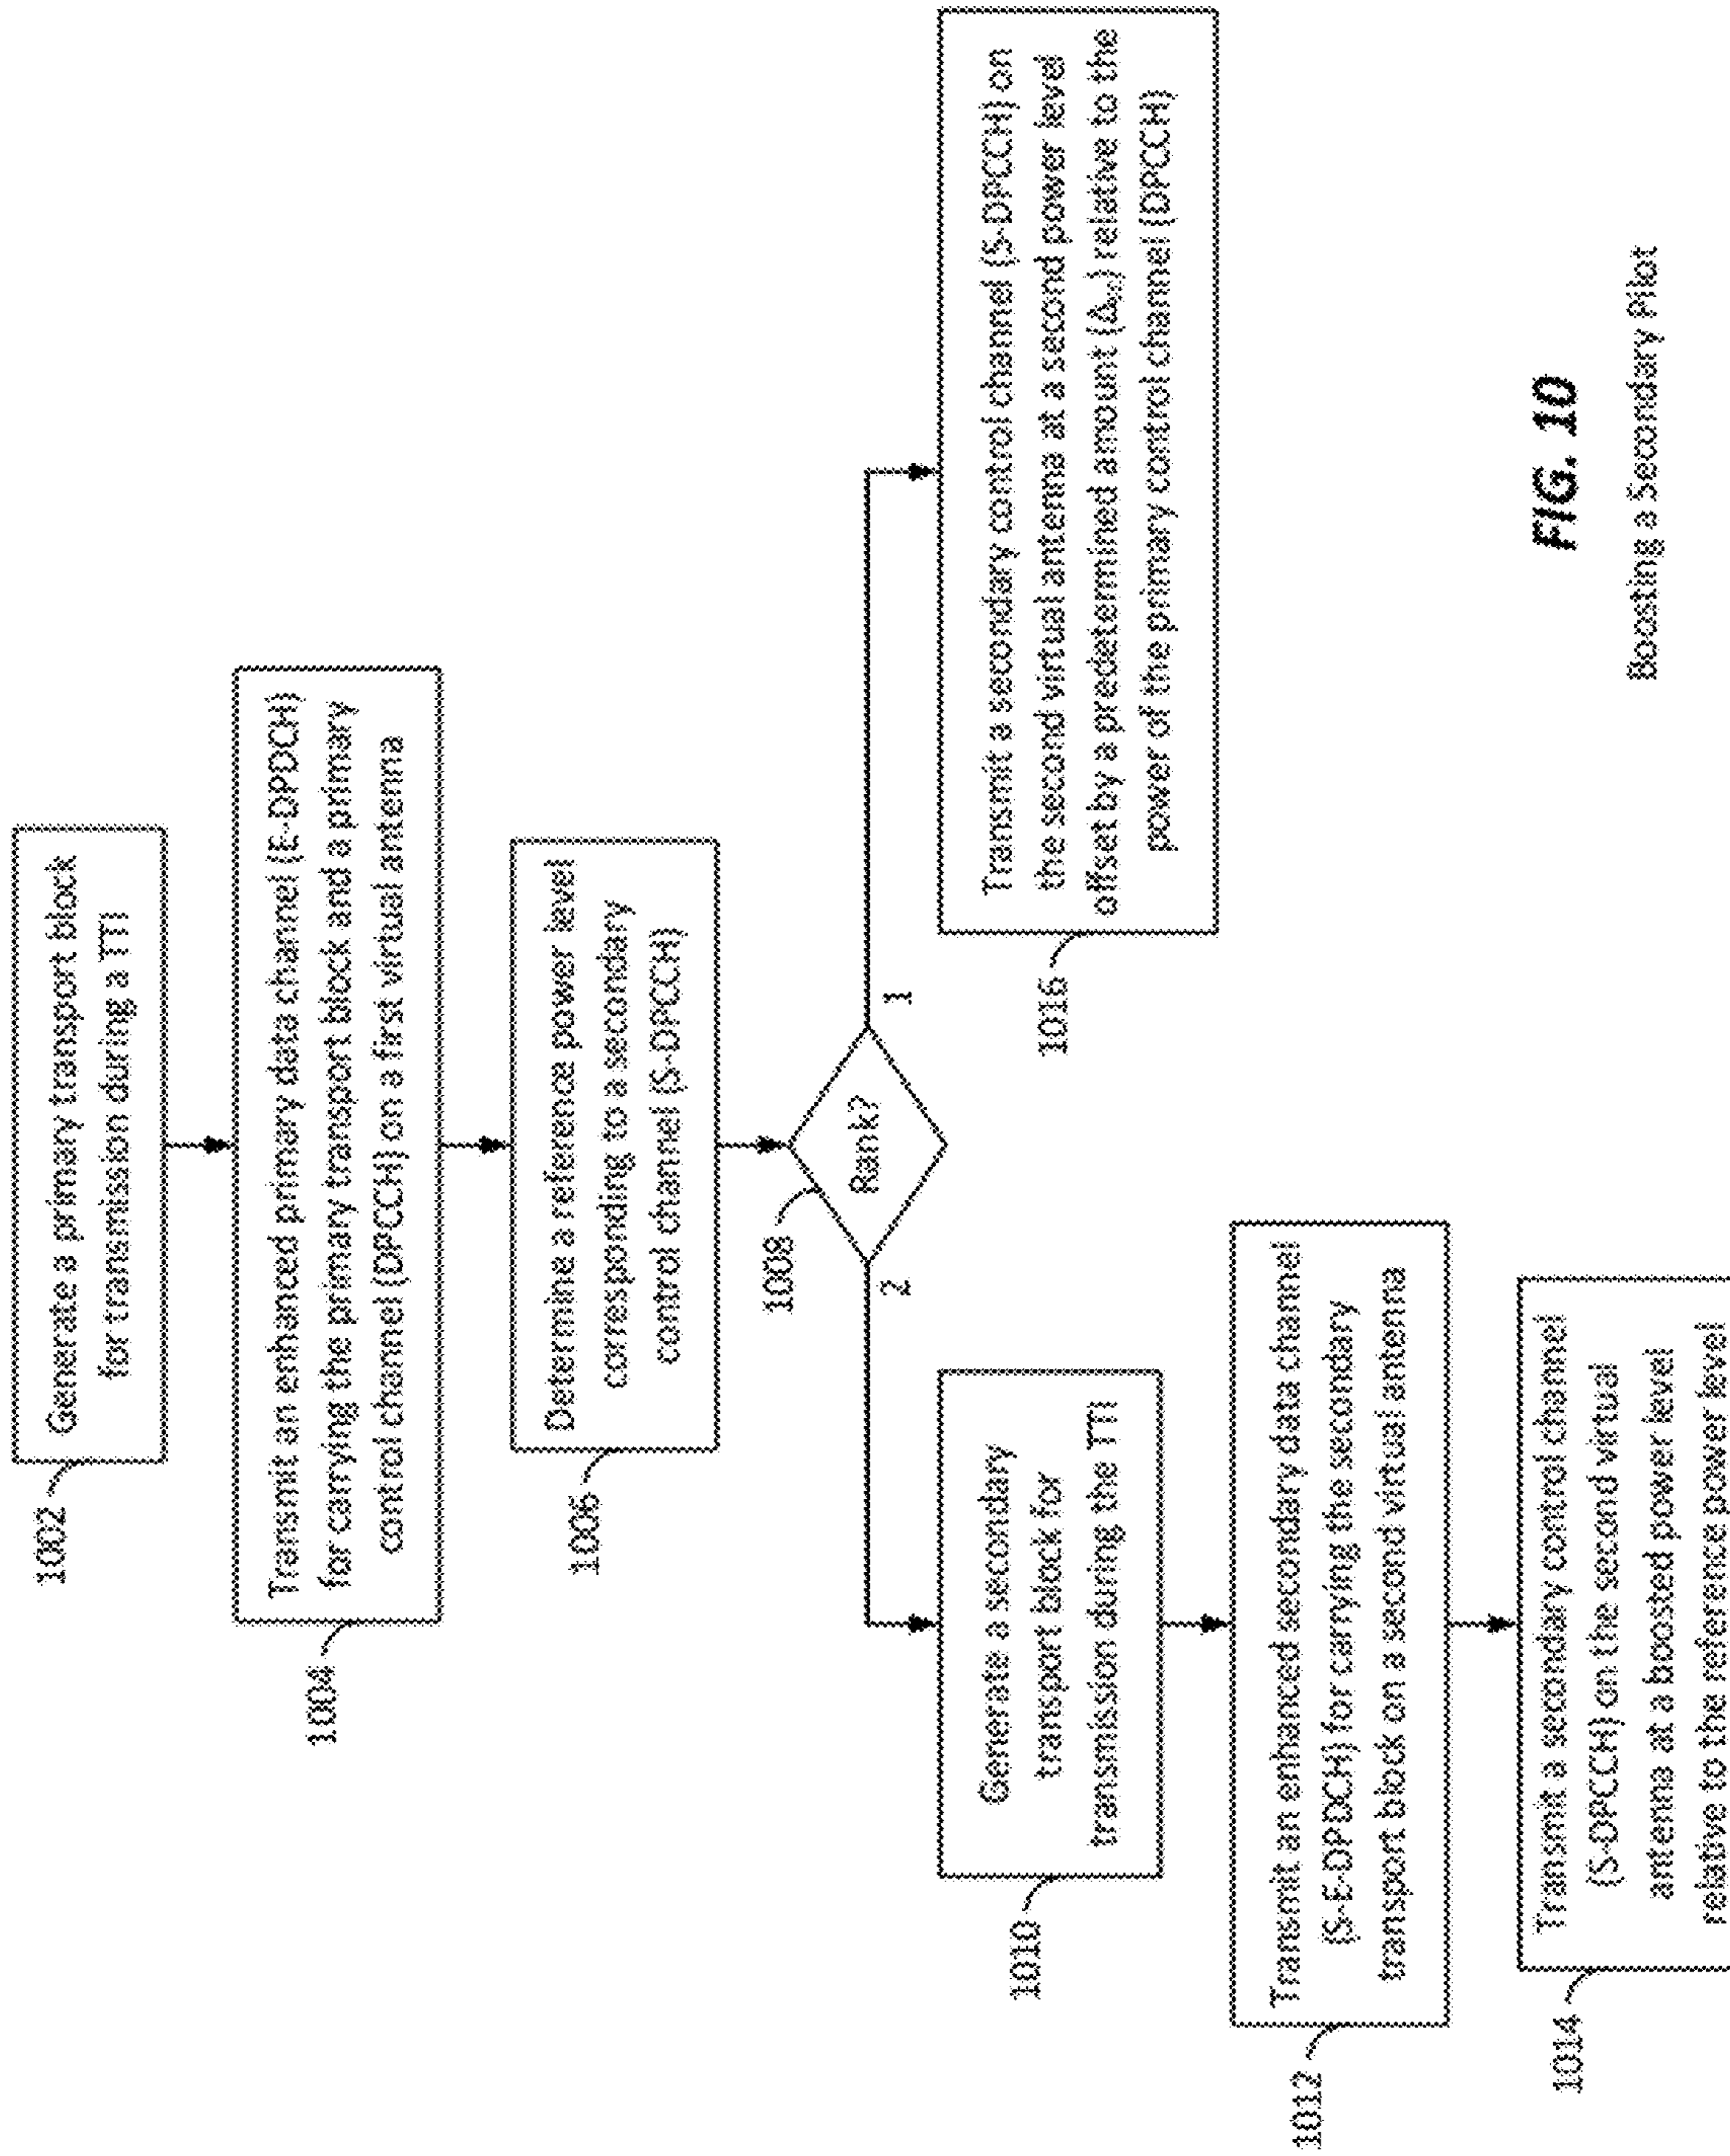 1002
Generate a primary transport block
for transmission during a TTI
1004
Transmit an enhanced primary data channel (E-DPDCH)
for carrying the primary transport block and a primary
control channel (DPCCH) on a first virtual antenna
1006
Determine a reference power level
corresponding to a secondary
control channel (S-DPCCH)
1008
Rank?
2
1
1010
Generate a secondary
transport block for
transmission during the TTI
1012
Transmit an enhanced secondary data channel
(S-E-DPDCH) for carrying the secondary
transport block on a second virtual antenna
1014
Transmit a secondary control channel
(S-DPCCH) on the second virtual
antenna at a boosted power level
relative to the reference power level
1016
Transmit a secondary control channel (S-DPCCH) on
the second virtual antenna at a second power level
offset by a predetermined amount relative to the
power of the primary control channel (DPCCH)
FIG. 10
Boosting a Secondary Pilot